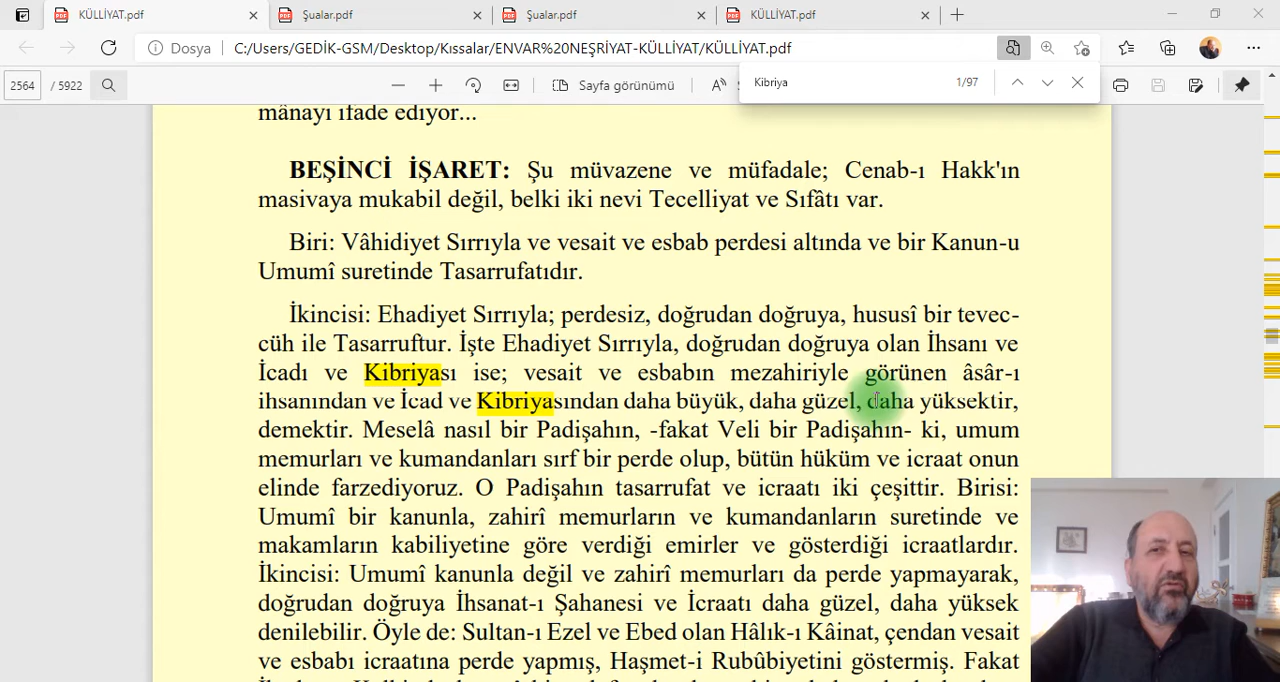 KÜLLİYAT.pdf
Şualar.pdf
Şualar.pdf
KÜLLİYAT.pdf
Dosya
C:/Users/GEDİK-GSM/Desktop/Kıssalar/ENVAR%20NEŞRİYAT-KÜLLİYAT/KÜLLİYAT.pdf
2564 / 5922
Sayfa görünümü
Kibriya 1/97
mânayı ifade ediyor...
BEŞİNCİ İŞARET: Şu müvazene ve müfadale; Cenab-ı Hakk'ın
masivaya mukabil değil, belki iki nevi Tecelliyat ve Sıfâtı var.
Biri: Vâhidiyet Sırrıyla ve vesait ve esbab perdesi altında ve bir Kanun-u
Umumî suretinde Tasarrufatıdır.
İkincisi: Ehadiyet Sırrıyla; perdesiz, doğrudan doğruya, hususî bir tevec-
cüh ile Tasarruftur. İşte Ehadiyet Sırrıyla, doğrudan doğruya olan İhsanı ve
İcadı ve Kibriyası ise; vesait ve esbabın mezahiriyle görünen âsâr-ı
ihsanından ve İcad ve Kibriyasından daha büyük, daha güzel, daha yüksektir,
demektir. Meselâ nasıl bir Padişahın, -fakat Veli bir Padişahın- ki, umum
memurları ve kumandanları sırf bir perde olup, bütün hüküm ve icraat onun
elinde farzediyoruz. O Padişahın tasarrufat ve icraatı iki çeşittir. Birisi:
Umumî bir kanunla, zahirî memurların ve kumandanların suretinde ve
makamların kabiliyetine göre verdiği emirler ve gösterdiği icraatlardır.
İkincisi: Umumî kanunla değil ve zahirî memurları da perde yapmayarak,
doğrudan doğruya İhsanat-ı Şahanesi ve İcraatı daha güzel, daha yüksek
denilebilir. Öyle de: Sultan-ı Ezel ve Ebed olan Hâlık-ı Kâinat, çendan vesait
ve esbabı icraatına perde yapmış, Haşmet-i Rubûbiyetini göstermiş. Fakat